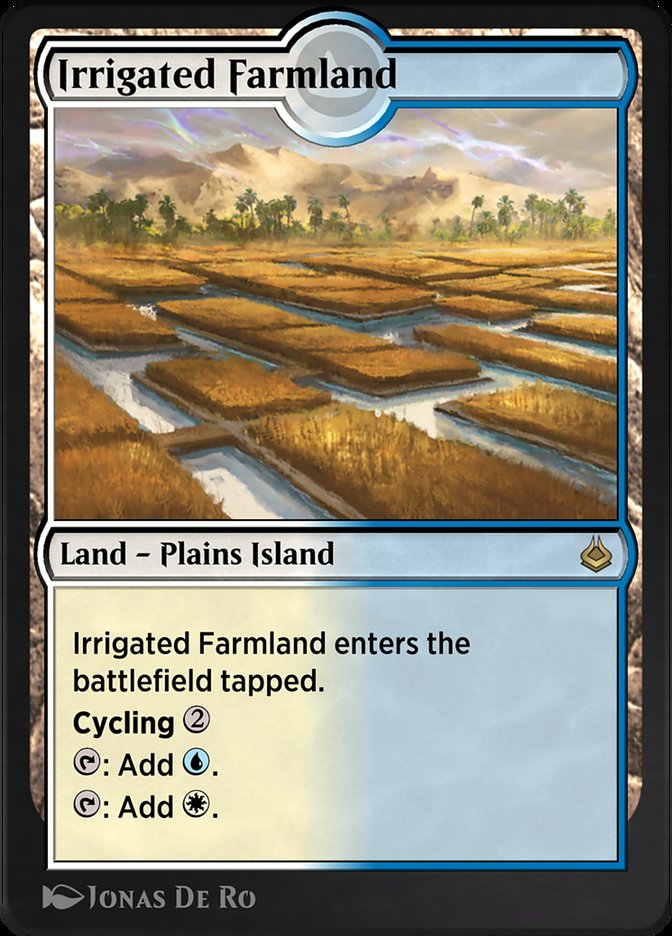 Irrigated Farmland
Land – Plains Island
Irrigated Farmland enters the
battlefield tapped.
Cycling 2
: Add .
: Add .
Jonas De Ro